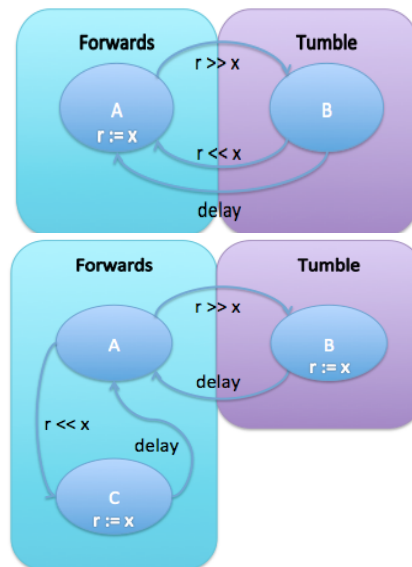 Forwards Tumble
r >> x
A B
r := x
r << x
delay
Forwards Tumble
r >> x
A B
r := x
delay
r << x
delay
C
r := x